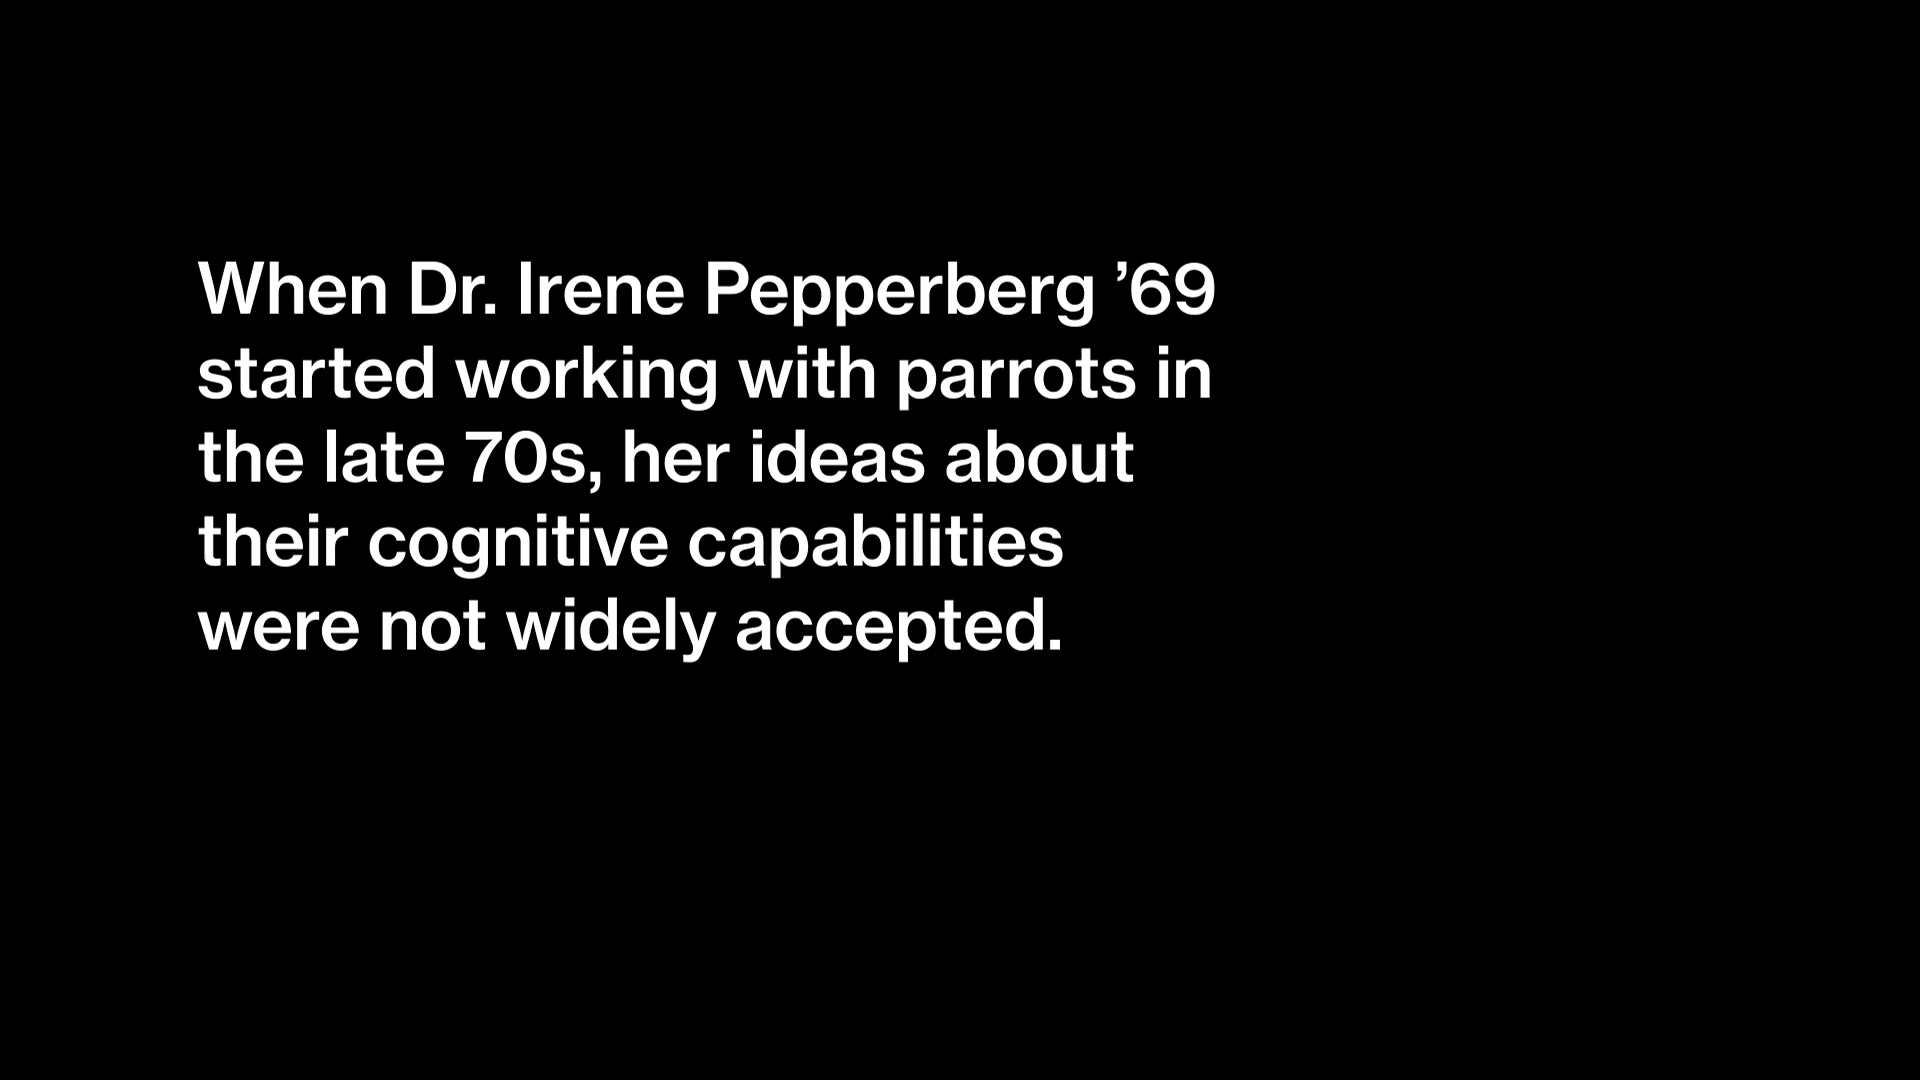 When Dr. Irene Pepperberg ’69
started working with parrots in
the late 70s, her ideas about
their cognitive capabilities
were not widely accepted.